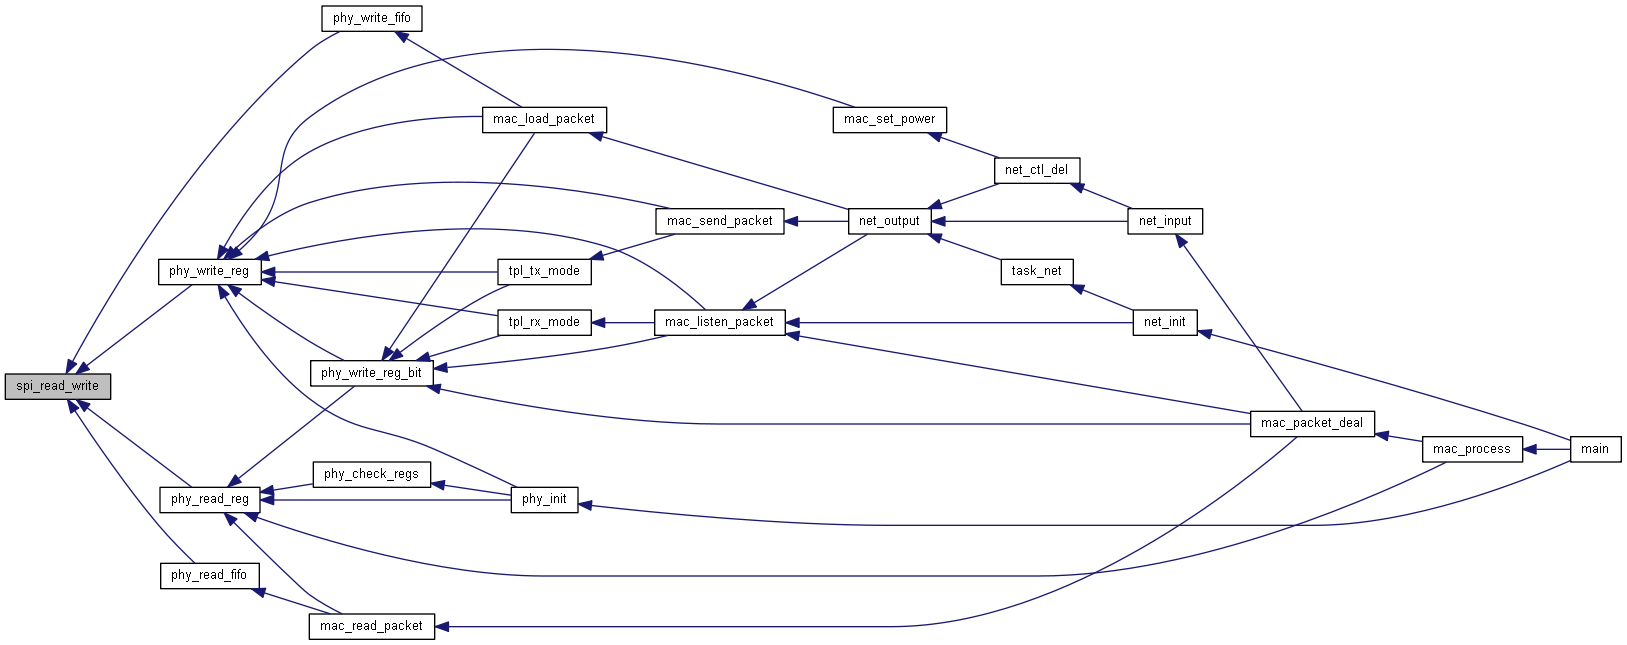 phy_write_fifo
mac_load_packet
mac_set_power
net_ctl_del
mac_send_packet
net_output
net_input
phy_write_reg
tpl_tx_mode
task_net
tpl_rx_mode
mac_listen_packet
net_init
phy_write_reg_bit
spi_read_write
mac_packet_deal
mac_process
main
phy_check_regs
phy_read_reg
phy_init
phy_read_fifo
mac_read_packet